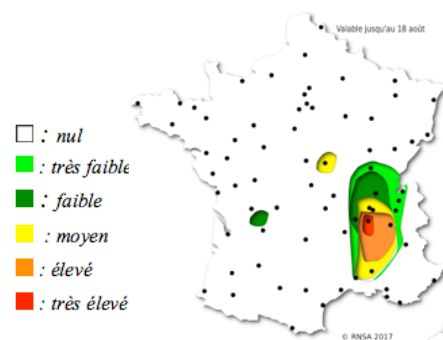 Valable jusqu'au 18 août
: nul
: très faible
: faible
: moyen
: élevé
: très élevé
© RNSA 2017